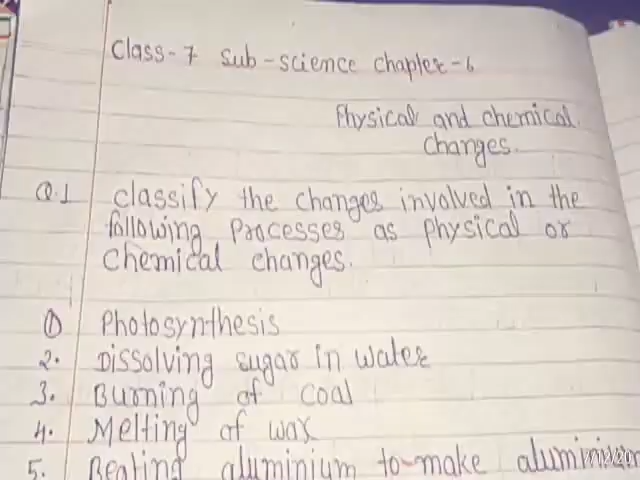 Class-7 Sub-science chapter-6
Physical and chemical
Changes.
Q.1 Classify the changes involved in the
following Processes as physical or
Chemical changes.
① Photosynthesis
2. Dissolving sugar in water
3. Burning of coal
4. Melting of wax
5. Beating aluminium to make aluminium